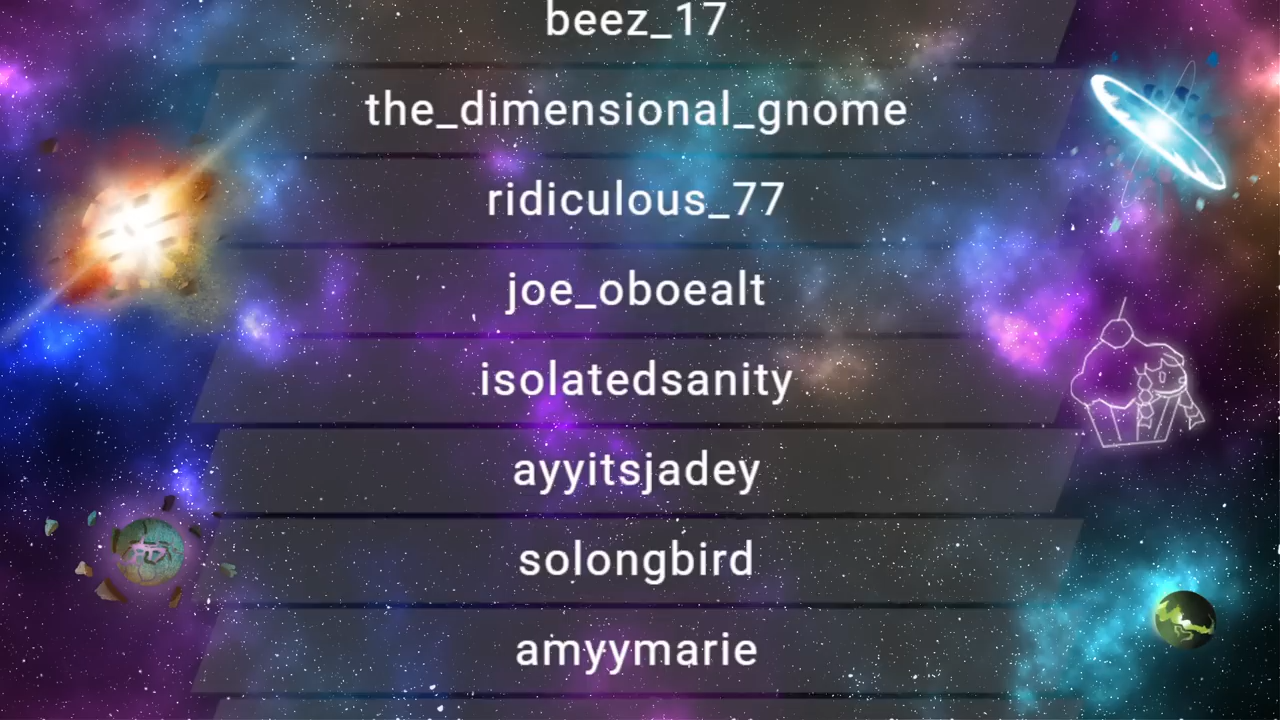 beez_17
the_dimensional_gnome
ridiculous_77
joe_oboealt
isolatedsanity
ayyitsjadey
solongbird
amyymarie